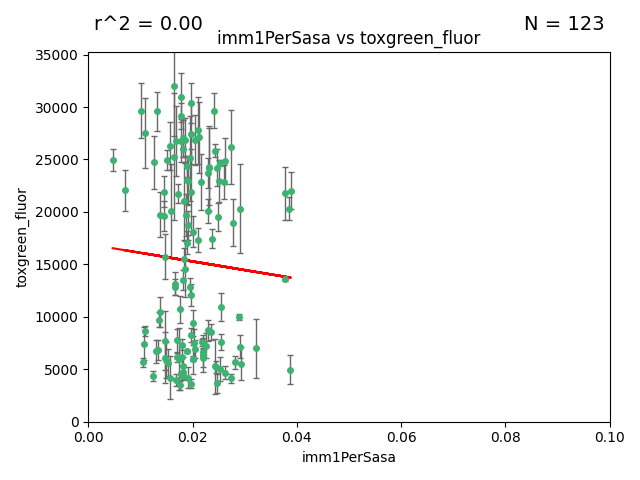 r^2 = 0.00
N = 123
imm1PerSasa vs toxgreen_fluor
35000
30000
25000
20000
15000
10000
5000
0
toxgreen_fluor
0.00
0.02
0.04
0.06
0.08
0.10
imm1PerSasa